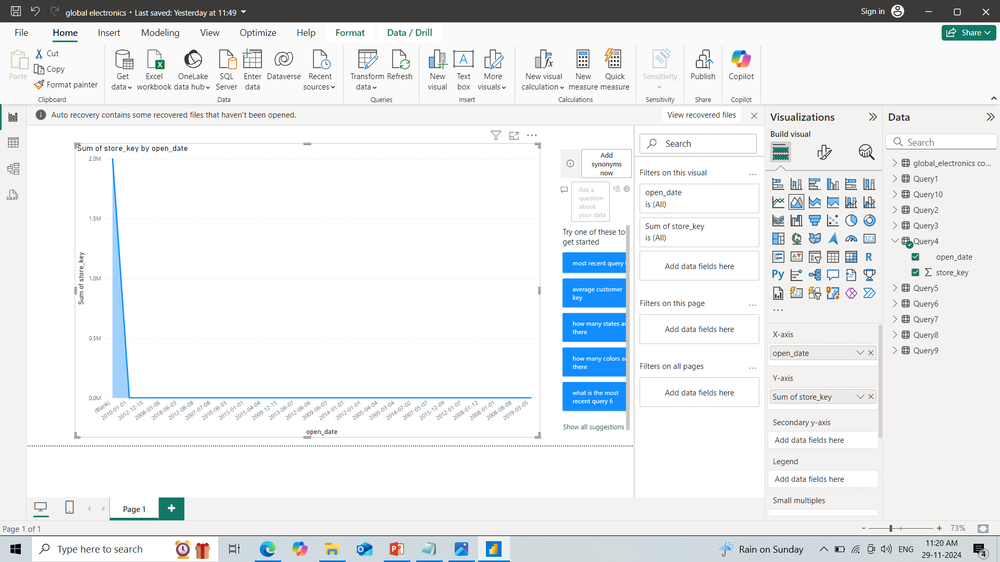 global electronics • Last saved: Yesterday at 11:49
Sign in
File
Home
Insert
Modeling
View
Optimize
Help
Format
Data / Drill
Share
Paste
Cut
Copy
Format painter
Clipboard
Get data
Excel workbook
OneLake data hub
SQL Server
Enter data
Dataverse
Recent sources
Data
Transform data
Refresh
Queries
New visual
Text box
More visuals
Insert
New visual calculation
New measure
Quick measure
Calculations
Sensitivity
Sensitivity
Publish
Share
Copilot
Copilot
Auto recovery contains some recovered files that haven't been opened.
View recovered files
Sum of store_key by open_date
2.0M
1.5M
1.0M
0.5M
0.0M
Sum of store_key
(Blank)
2010-01-01
2012-12-15
2008-03-06
2018-06-03
2012-08-08
2007-07-08
2010-06-03
2015-01-01
2015-04-04
2009-12-15
2013-06-07
2012-06-06
2009-06-03
2014-01-01
2012-01-01
2005-04-04
2005-03-04
2014-07-02
2007-05-07
2015-12-09
2012-01-07
2008-01-12
2008-01-01
2008-08-08
2019-03-05
open_date
Add synonyms now
Ask a question about your data
Try one of these to get started
most recent query
average customer key
how many states a
there
how many colors a
there
what is the most recent query 6
Show all suggestions
Search
Filters on this visual
open_date
is (All)
Sum of store_key
is (All)
Add data fields here
Filters on this page
Add data fields here
Filters on all pages
Add data fields here
Visualizations
Build visual
R
Py
123
123
X-axis
open_date
Y-axis
Sum of store_key
Secondary y-axis
Add data fields here
Legend
Add data fields here
Small multiples
Data
Search
global_electronics co...
Query1
Query10
Query2
Query3
Query4
open_date
store_key
Query5
Query6
Query7
Query8
Query9
DAX
Page 1
Page 1 of 1
73%
Type here to search
Rain on Sunday
ENG
11:20 AM
29-11-2024
4